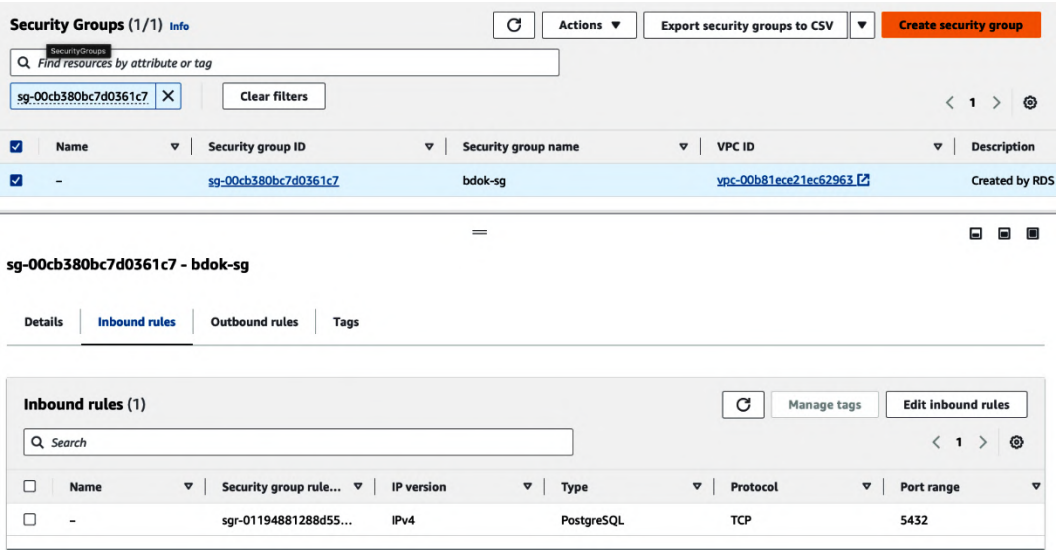 Security Groups (1/1) Info
Actions ▼ Export security groups to CSV ▼ Create security group
SecurityGroups
Find resources by attribute or tag
sg-00cb380bc7d0361c7 Clear filters
< 1 >
Name Security group ID Security group name VPC ID Description
– sg-00cb380bc7d0361c7 bdok-sg vpc-00b81ece21ec62963 Created by RDS
sg-00cb380bc7d0361c7 - bdok-sg
Details Inbound rules Outbound rules Tags
Inbound rules (1)
Manage tags Edit inbound rules
Search
< 1 >
Name Security group rule... IP version Type Protocol Port range
– sgr-01194881288d55... IPv4 PostgreSQL TCP 5432